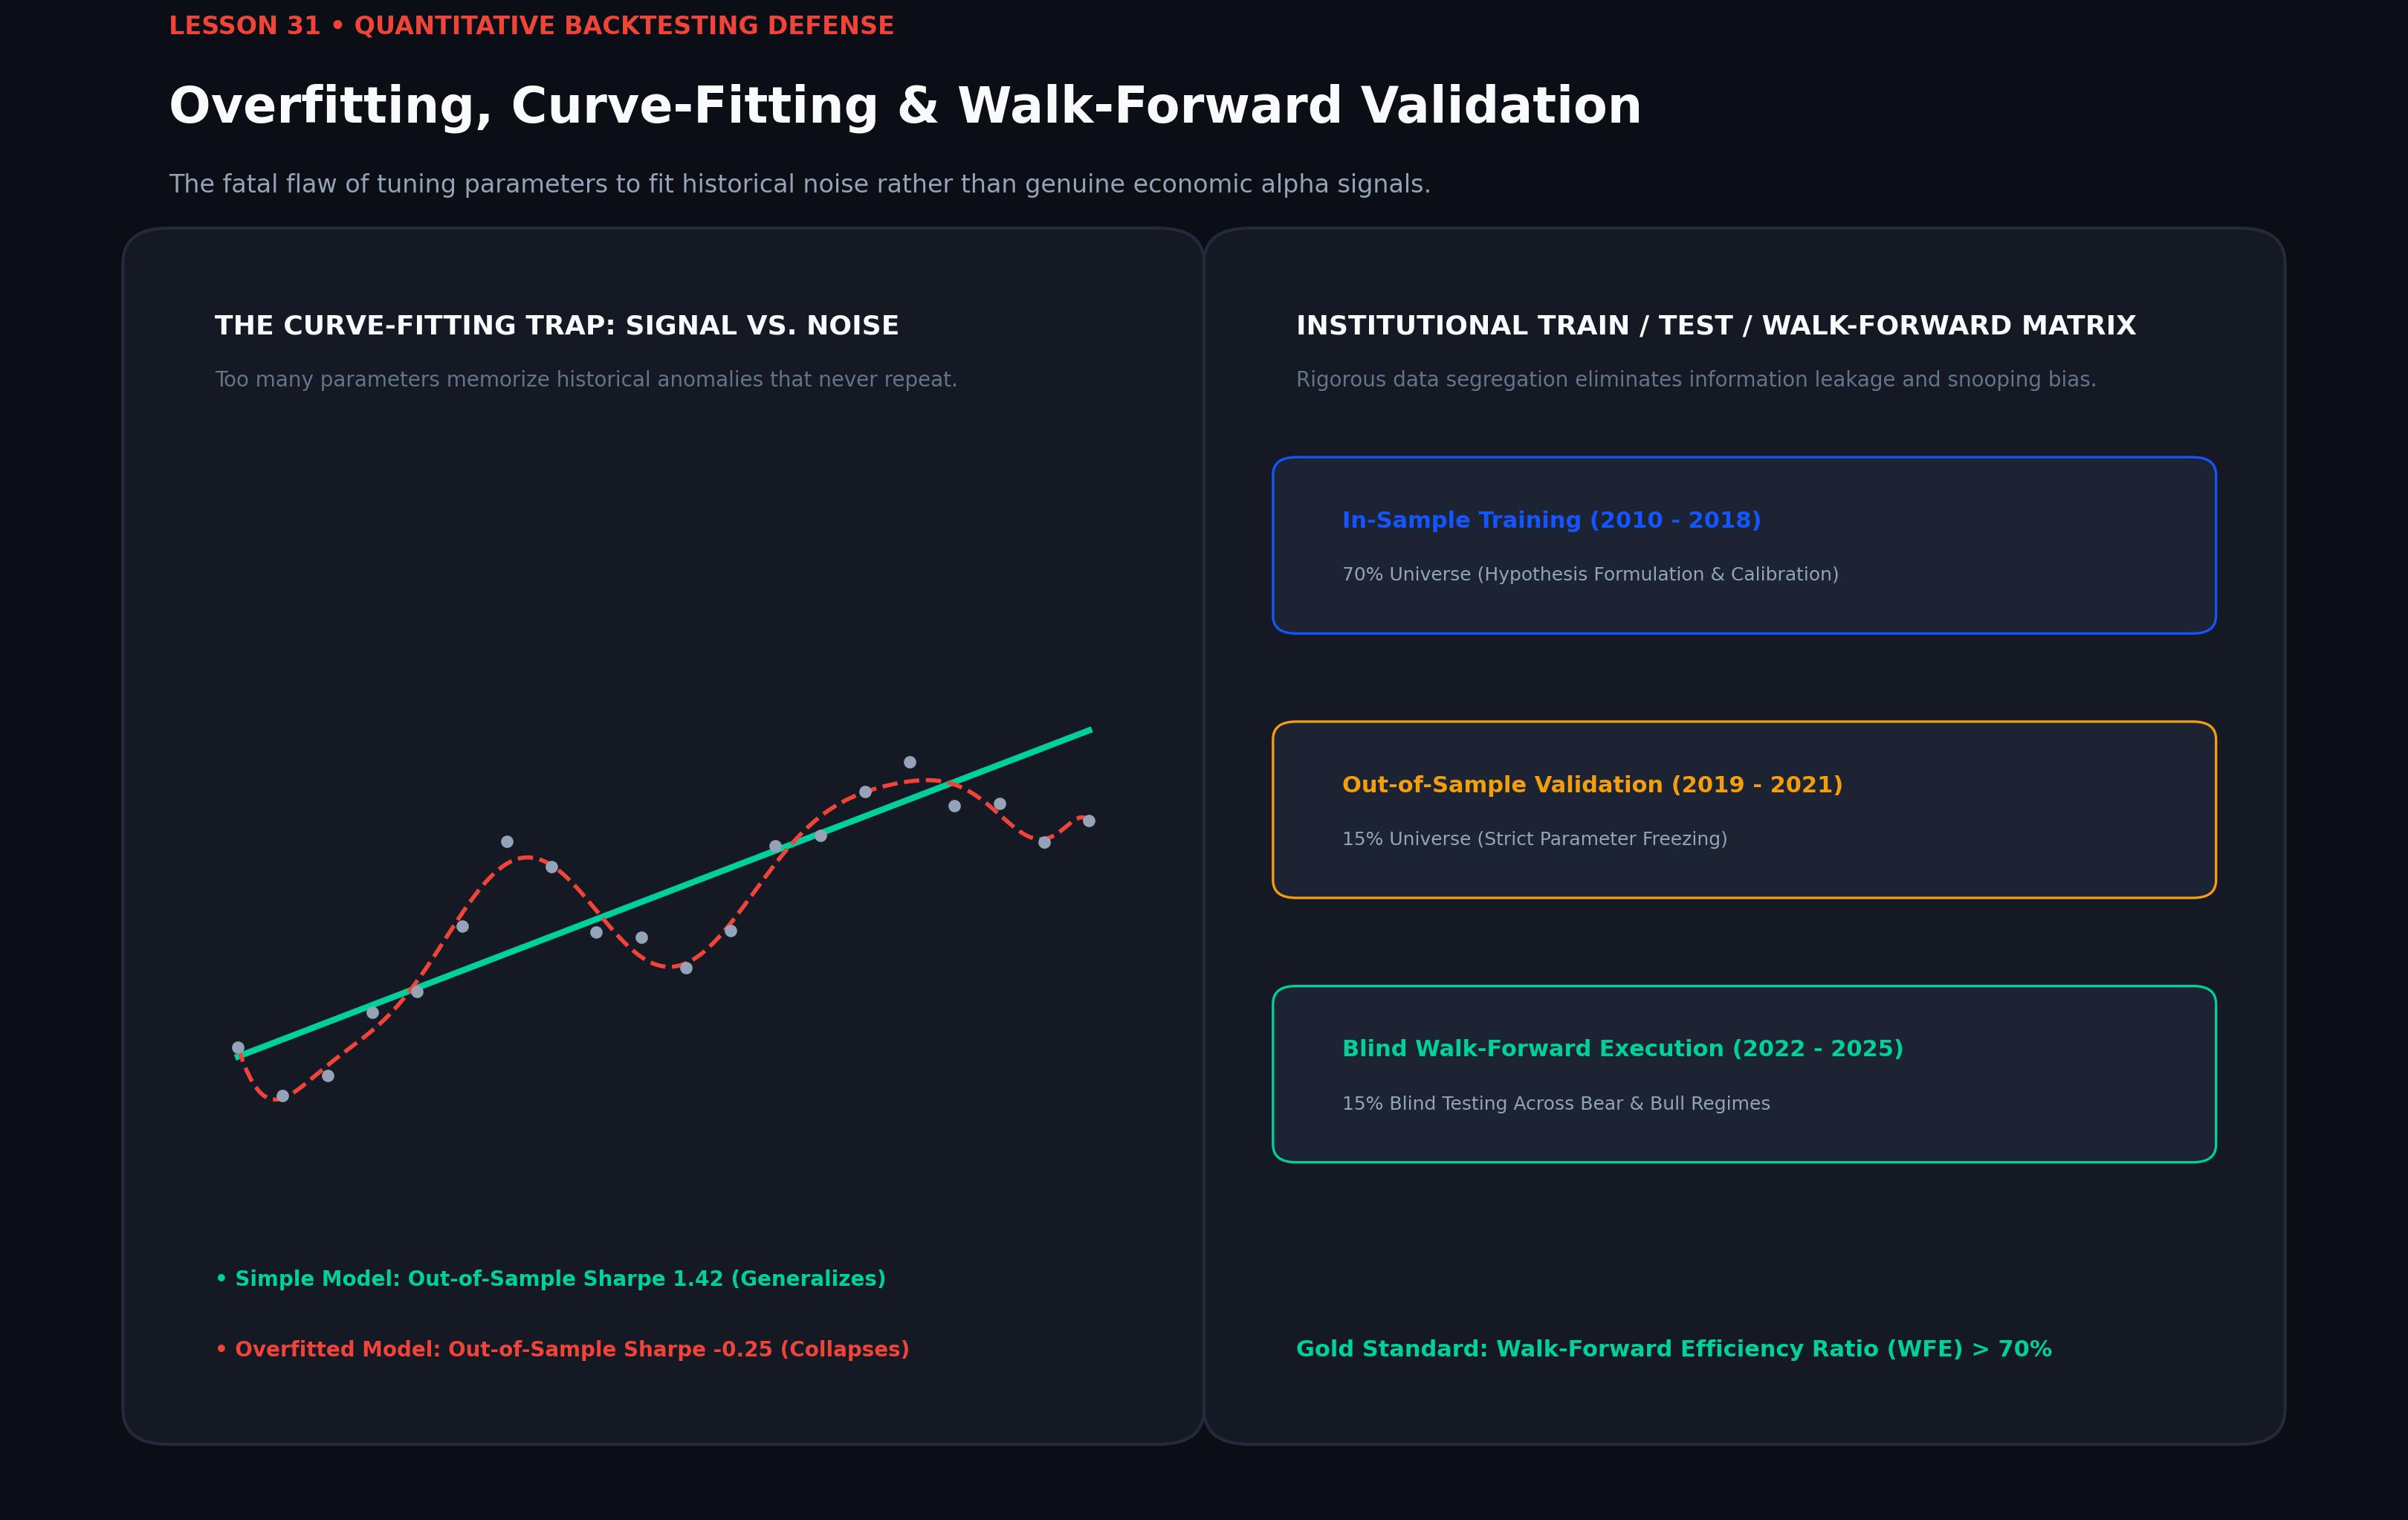 LESSON 31 • QUANTITATIVE BACKTESTING DEFENSE
Overfitting, Curve-Fitting & Walk-Forward Validation
The fatal flaw of tuning parameters to fit historical noise rather than genuine economic alpha signals.
THE CURVE-FITTING TRAP: SIGNAL VS. NOISE
Too many parameters memorize historical anomalies that never repeat.
• Simple Model: Out-of-Sample Sharpe 1.42 (Generalizes)
• Overfitted Model: Out-of-Sample Sharpe -0.25 (Collapses)
INSTITUTIONAL TRAIN / TEST / WALK-FORWARD MATRIX
Rigorous data segregation eliminates information leakage and snooping bias.
In-Sample Training (2010 - 2018)
70% Universe (Hypothesis Formulation & Calibration)
Out-of-Sample Validation (2019 - 2021)
15% Universe (Strict Parameter Freezing)
Blind Walk-Forward Execution (2022 - 2025)
15% Blind Testing Across Bear & Bull Regimes
Gold Standard: Walk-Forward Efficiency Ratio (WFE) > 70%